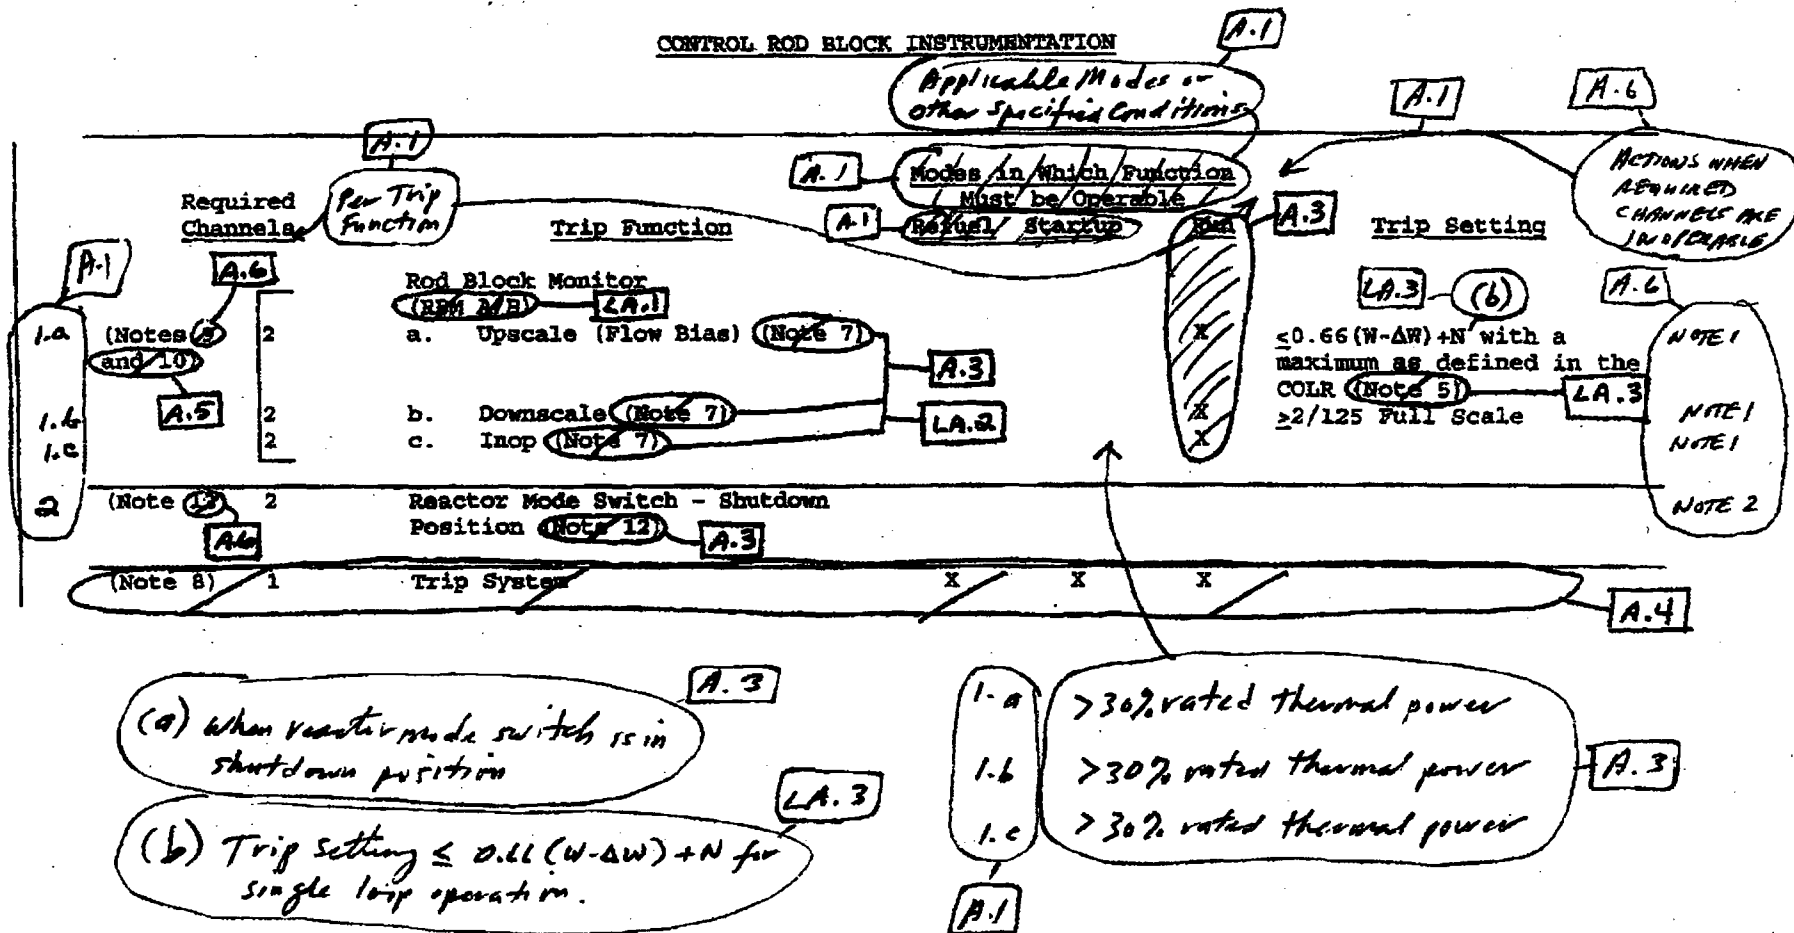 CONTROL ROD BLOCK INSTRUMENTATION
A.1
Applicable Modes or
other specified conditions
A.1
A.6
A.1
A.1
Modes in Which Function
Must be Operable
ACTIONS WHEN
REQUIRED
CHANNELS ARE
INOPERABLE
Required
Channels
Per Trip
Function
Trip Function
A.1
Refuel Startup Run
A.3
Trip Setting
A.1
A.6
Rod Block Monitor
(RBM A/B)
LA.1
LA.3
(b)
A.6
1.a
(Notes
and 10)
2
a. Upscale (Flow Bias) (Note 7)
X
≤0.66(W-ΔW)+N with a
maximum as defined in the
COLR (Note 5)
NOTE 1
A.3
A.5
LA.3
1.b
2
b. Downscale (Note 7)
LA.2
X
≥2/125 Full Scale
NOTE 1
1.c
2
c. Inop (Note 7)
X
NOTE 1
2
(Note
2
Reactor Mode Switch - Shutdown
Position (Note 12)
NOTE 2
A.6
A.3
(Note 8) 1 Trip System X X X
A.4
A.3
(a) when reactor mode switch is in
shutdown position
LA.3
(b) Trip setting ≤ 0.66 (W-ΔW) + N for
single loop operation.
1.a >30% rated thermal power
1.b >30% rated thermal power
1.c >30% rated thermal power
A.3
A.1